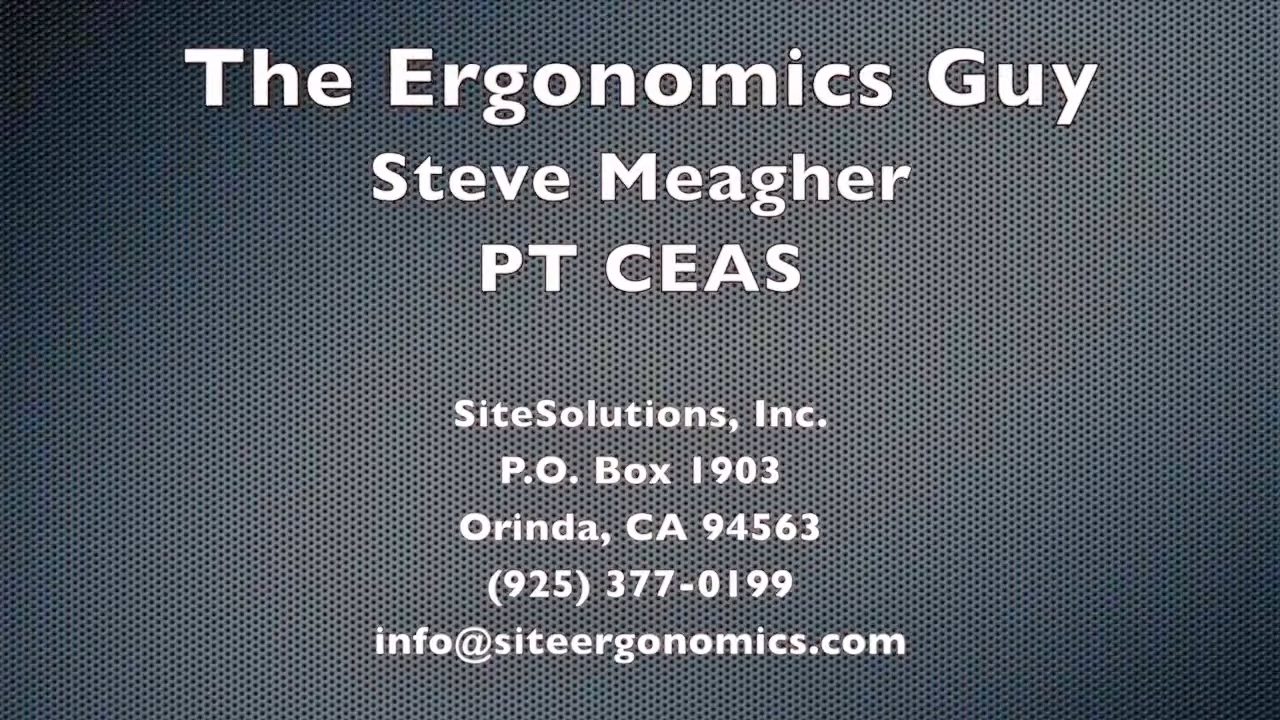 The Ergonomics Guy
Steve Meagher
PT CEAS
SiteSolutions, Inc.
P.O. Box 1903
Orinda, CA 94563
(925) 377-0199
info@siteergonomics.com